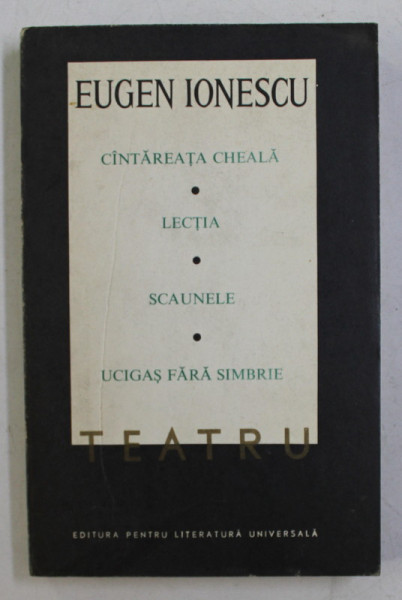 EUGEN IONESCU
CÎNTĂREAȚA CHEALĂ
•
LECȚIA
•
SCAUNELE
•
UCIGAȘ FĂRĂ SIMBRIE
TEATRU
EDITURA PENTRU LITERATURĂ UNIVERSALĂ